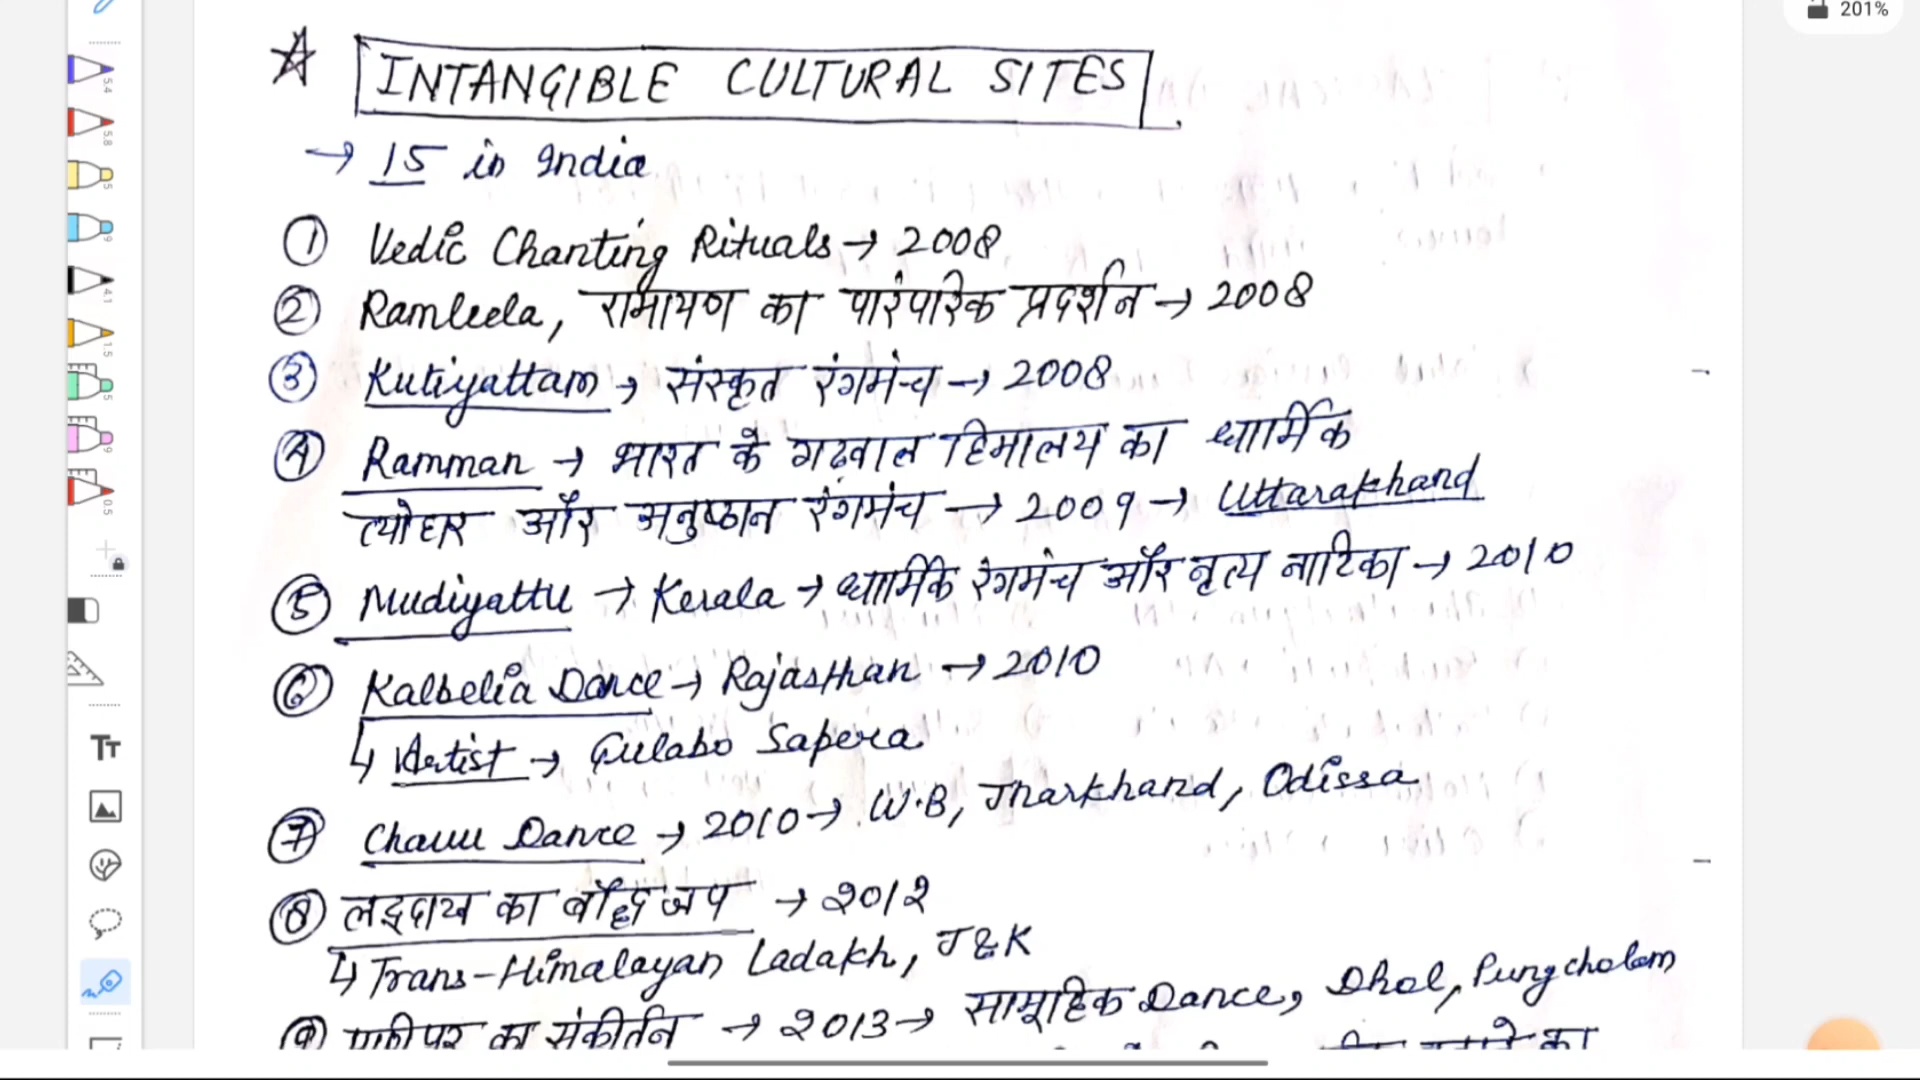 201%
INTANGIBLE CULTURAL SITES
→ 15 in India
① Vedic Chanting Rituals → 2008
② Ramleela, रामायण का पारंपरिक प्रदर्शन → 2008
③ Kutiyattam → संस्कृत रंगमंच → 2008
④ Ramman → भारत के गढ़वाल हिमालय का धार्मिक
त्योहार और अनुष्ठान रंगमंच → 2009 → Uttarakhand
⑤ Mudiyattu → Kerala → धार्मिक रंगमंच और नृत्य नाटिका → 2010
⑥ Kalbelia Dance → Rajasthan → 2010
↳ Artist → Gulabo Sapera
⑦ Chauu Dance → 2010 → W.B, Jharkhand, Odissa
⑧ लद्दाख का बौद्ध जप → 2012
↳ Trans-Himalayan Ladakh, J&K
⑨ का संकीर्तन → 2013 → सामूहिक Dance, Dhol, Pungcholam